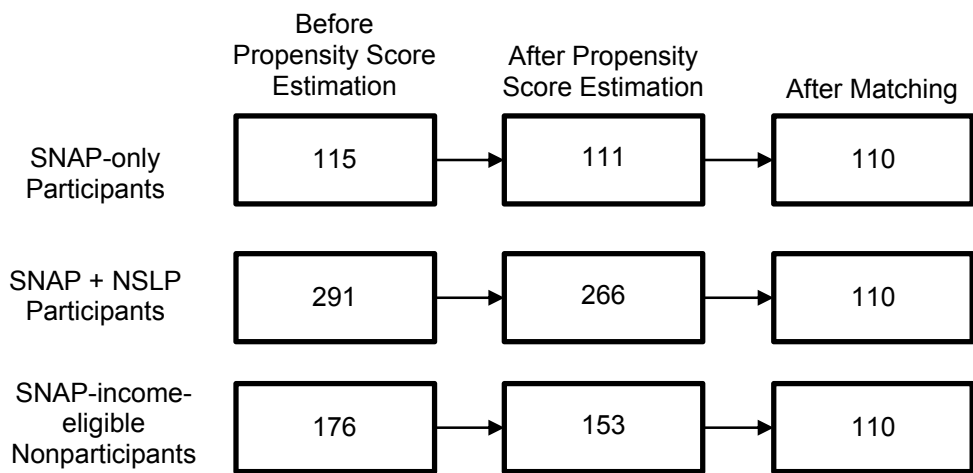 Before
Propensity Score
Estimation
After Propensity
Score Estimation
After Matching
SNAP-only
Participants
115
111
110
SNAP + NSLP
Participants
291
266
110
SNAP-income-
eligible
Nonparticipants
176
153
110